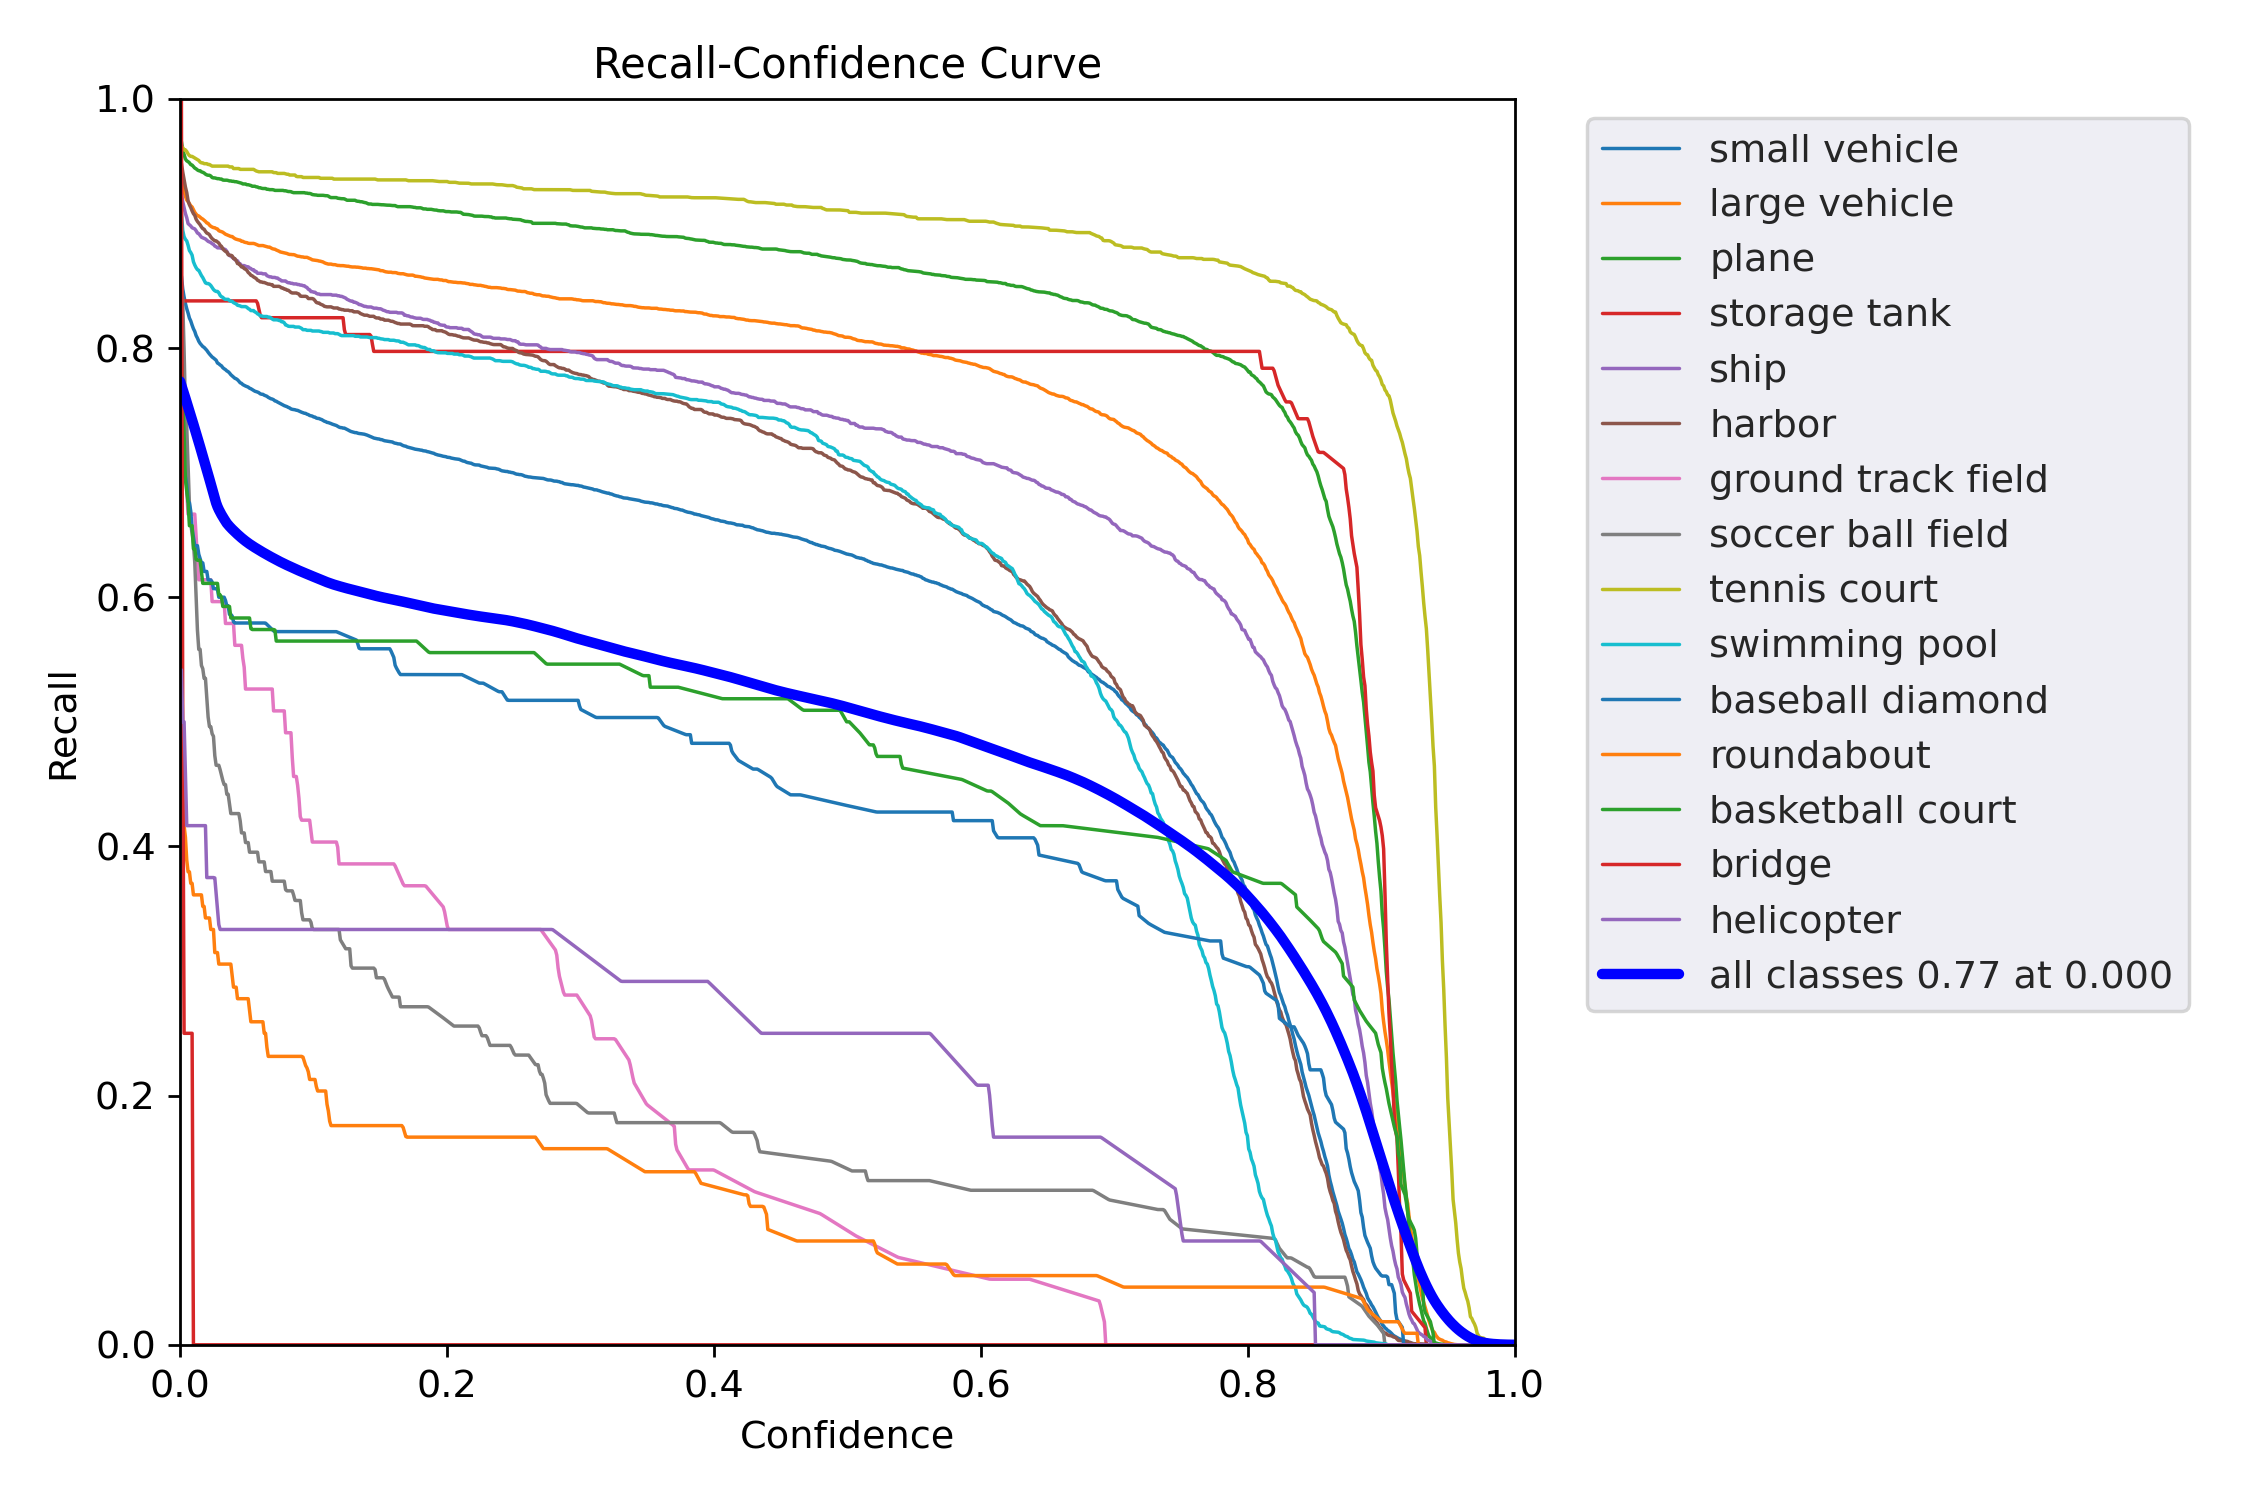 Recall-Confidence Curve
Recall
1.0
0.8
0.6
0.4
0.2
0.0
0.0 0.2 0.4 0.6 0.8 1.0
Confidence
small vehicle
large vehicle
plane
storage tank
ship
harbor
ground track field
soccer ball field
tennis court
swimming pool
baseball diamond
roundabout
basketball court
bridge
helicopter
all classes 0.77 at 0.000